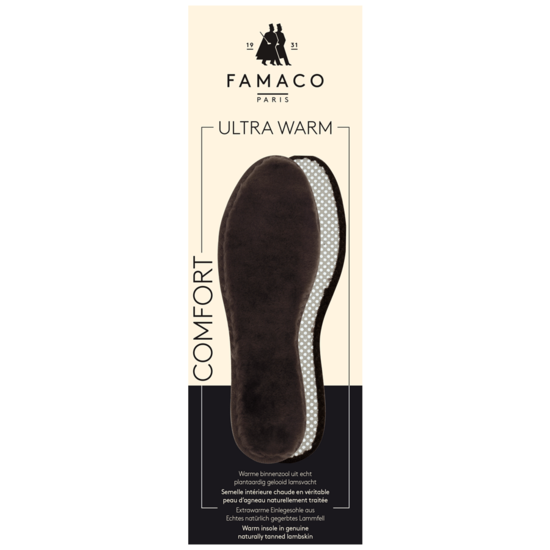 19 31
FAMACO
PARIS
ULTRA WARM
COMFORT
Warme binnenzool uit echt
plantaardig gelooid lamsvacht
Semelle intérieure chaude en véritable
peau d'agneau naturellement traitée
Extrawarme Einlegesohle aus
Echtes natürlich gegerbtes Lammfell
Warm insole in genuine
naturally tanned lambskin